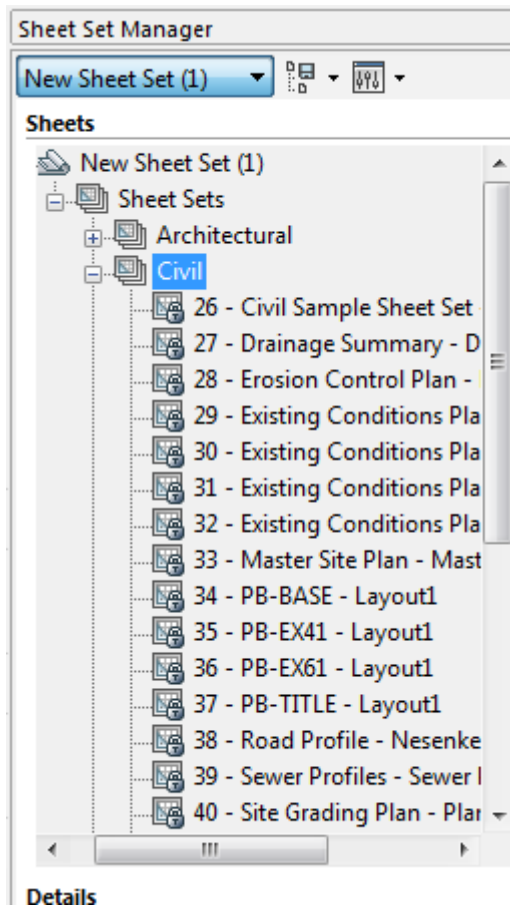 Sheet Set Manager
New Sheet Set (1)
Sheets
New Sheet Set (1)
Sheet Sets
Architectural
Civil
26 - Civil Sample Sheet Set
27 - Drainage Summary - D
28 - Erosion Control Plan -
29 - Existing Conditions Pla
30 - Existing Conditions Pla
31 - Existing Conditions Pla
32 - Existing Conditions Pla
33 - Master Site Plan - Mast
34 - PB-BASE - Layout1
35 - PB-EX41 - Layout1
36 - PB-EX61 - Layout1
37 - PB-TITLE - Layout1
38 - Road Profile - Nesenke
39 - Sewer Profiles - Sewer
40 - Site Grading Plan - Plan
Details